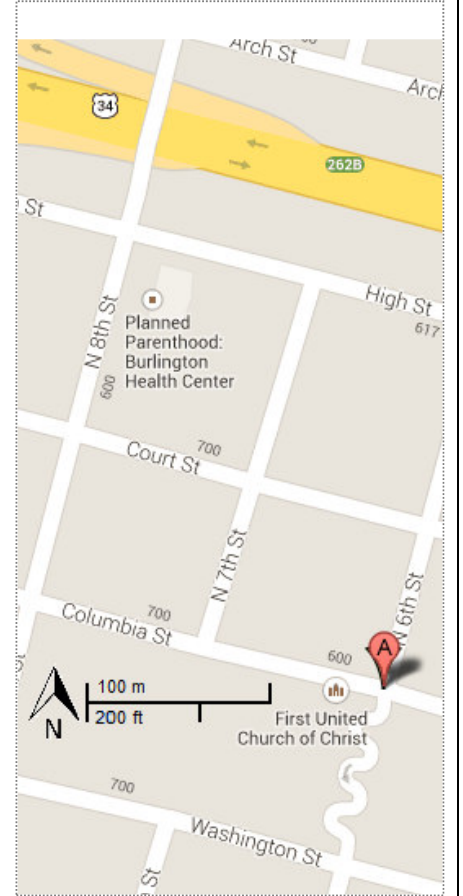 Arch St
Arch
34
262B
St
High St
617
N 8th St
600
Planned
Parenthood:
Burlington
Health Center
700
Court St
N 7th St
N 6th St
700
Columbia St
600
A
100 m
200 ft
N
First United
Church of Christ
700
Washington St
St